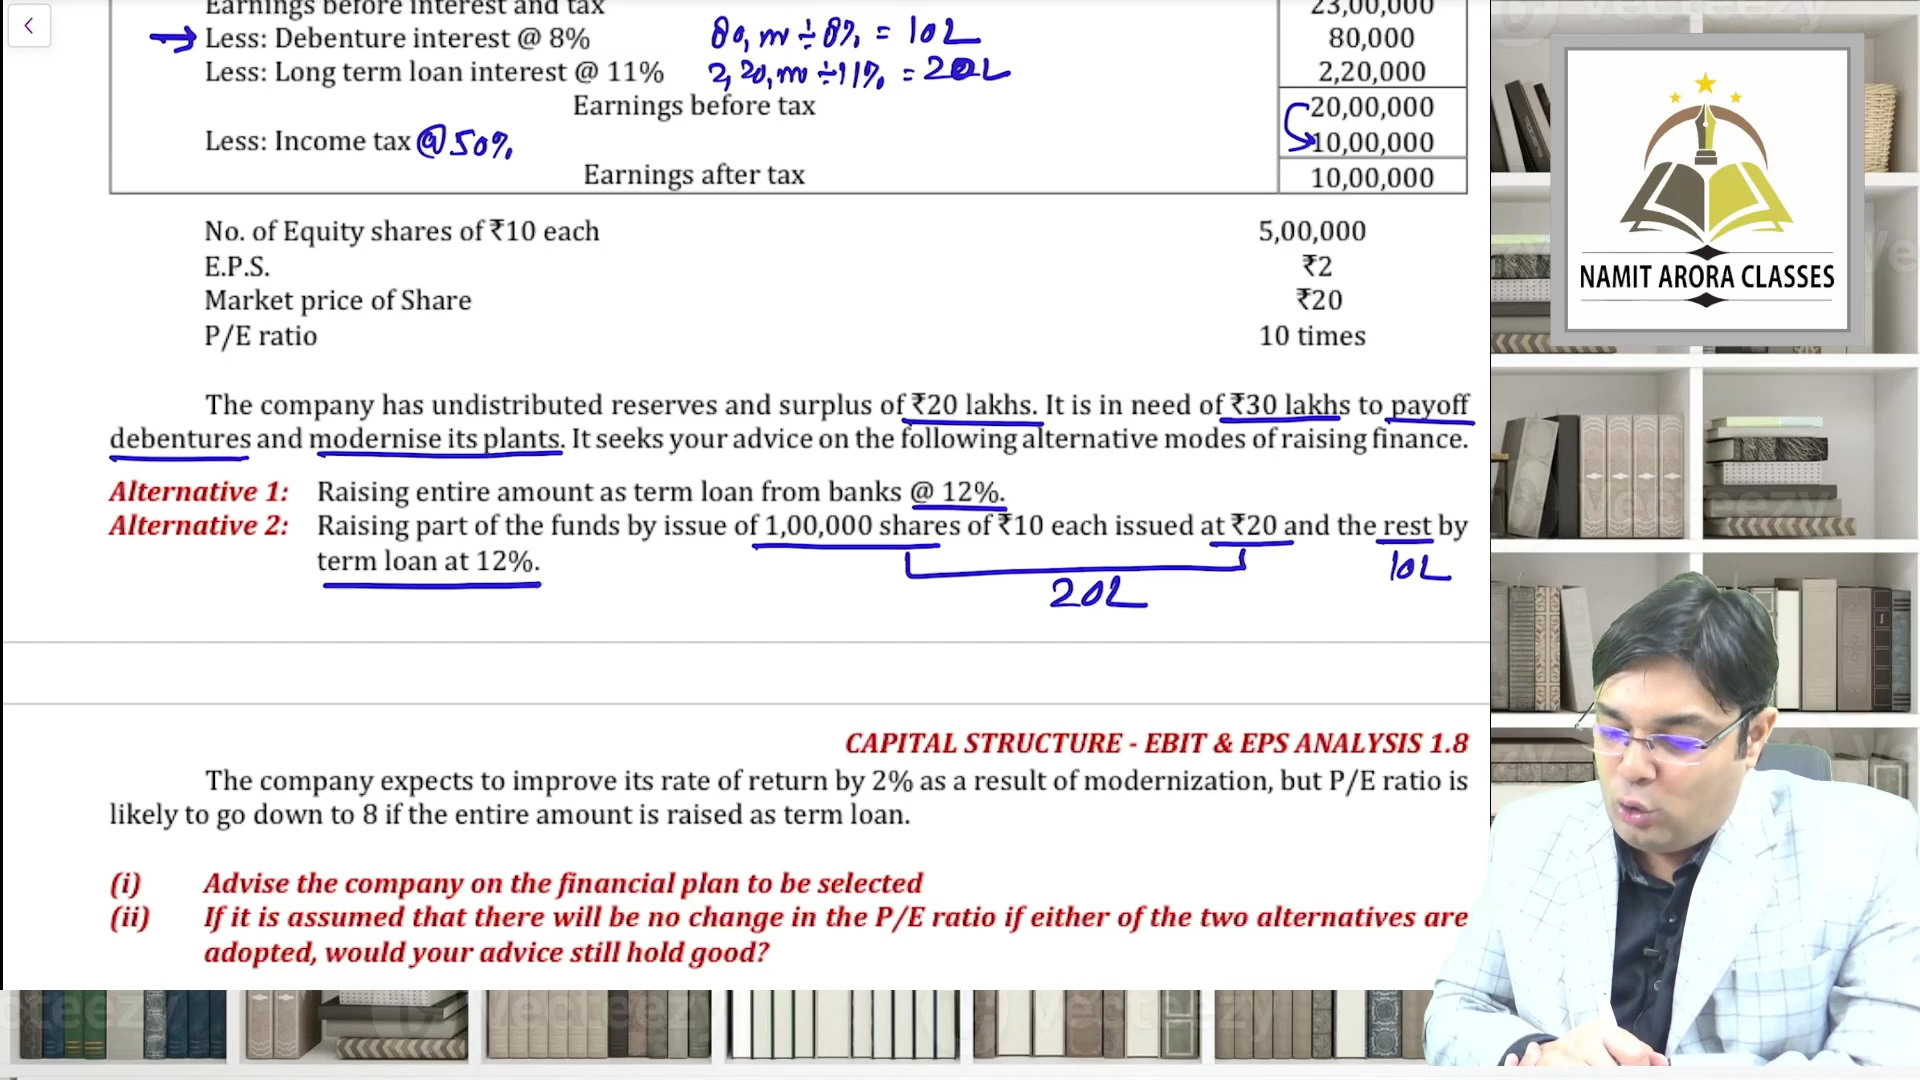 Earnings before interest and tax 23,00,000
Less: Debenture interest @ 8% 80,m ÷ 8% = 10L 80,000
Less: Long term loan interest @ 11% 2,20,m ÷ 11% = 20L 2,20,000
Earnings before tax 20,00,000
Less: Income tax @ 50% 10,00,000
Earnings after tax 10,00,000
No. of Equity shares of ₹10 each 5,00,000
E.P.S. ₹2
Market price of Share ₹20
P/E ratio 10 times
The company has undistributed reserves and surplus of ₹20 lakhs. It is in need of ₹30 lakhs to payoff
debentures and modernise its plants. It seeks your advice on the following alternative modes of raising finance.
Alternative 1: Raising entire amount as term loan from banks @ 12%.
Alternative 2: Raising part of the funds by issue of 1,00,000 shares of ₹10 each issued at ₹20 and the rest by
term loan at 12%.
20L
10L
CAPITAL STRUCTURE - EBIT & EPS ANALYSIS 1.8
The company expects to improve its rate of return by 2% as a result of modernization, but P/E ratio is
likely to go down to 8 if the entire amount is raised as term loan.
(i) Advise the company on the financial plan to be selected
(ii) If it is assumed that there will be no change in the P/E ratio if either of the two alternatives are
adopted, would your advice still hold good?
NAMIT ARORA CLASSES